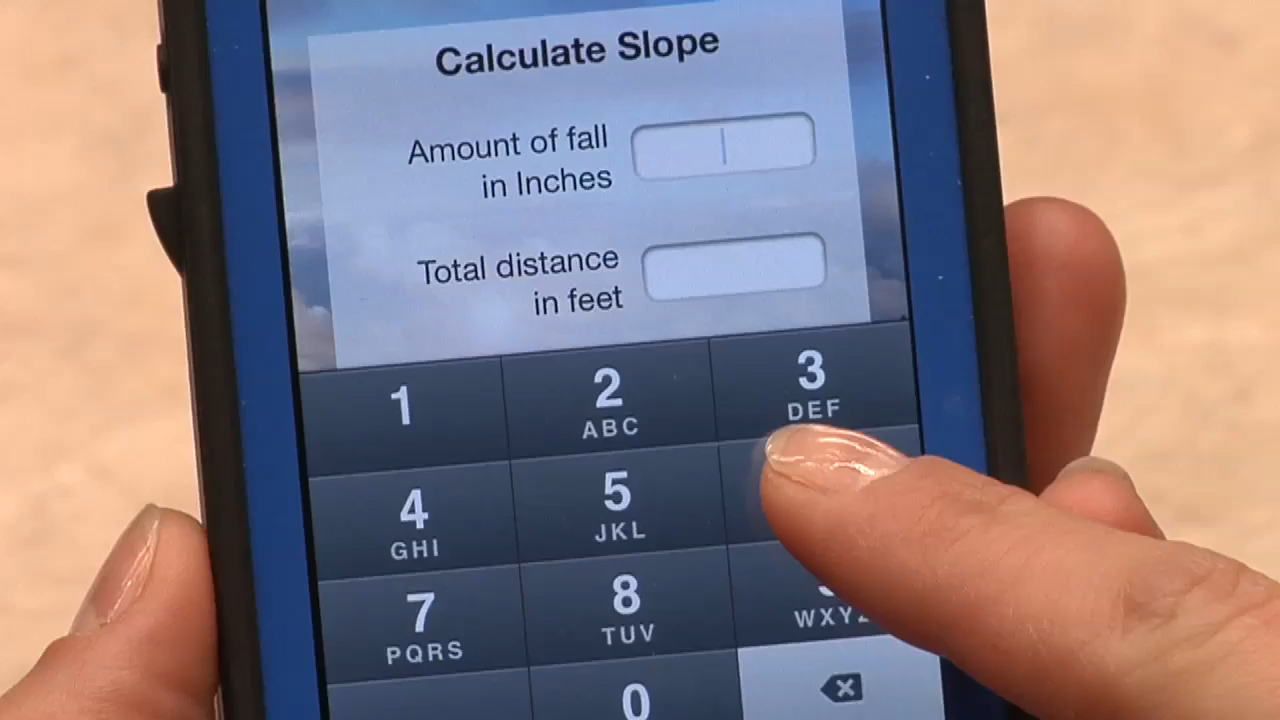 Calculate Slope
Amount of fall
in Inches
Total distance
in feet
1
2
ABC
3
DEF
4
GHI
5
JKL
7
PQRS
8
TUV
WXYZ
0